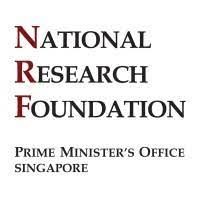 NATIONAL
RESEARCH
FOUNDATION
PRIME MINISTER'S OFFICE
SINGAPORE